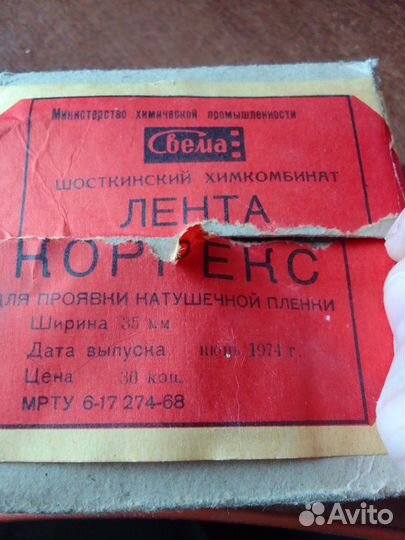 Министерство химической промышленности
Свема
ШОСТКИНСКИЙ ХИМКОМБИНАТ
ЛЕНТА
КОРРЕКС
ДЛЯ ПРОЯВКИ КАТУШЕЧНОЙ ПЛЕНКИ
Ширина 35 мм
Дата выпуска июнь 1974 г.
Цена 30 коп.
МРТУ 6-17 274-68
Avito